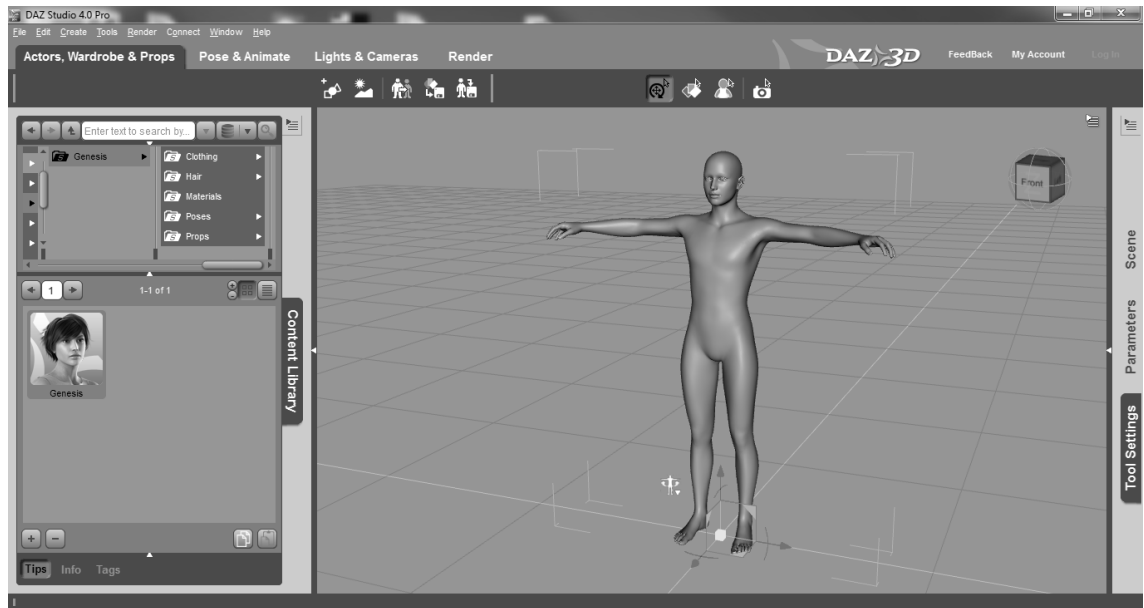 DAZ Studio 4.0 Pro
File Edit Create Tools Render Connect Window Help
Actors, Wardrobe & Props Pose & Animate Lights & Cameras Render DAZ 3D FeedBack My Account Log In
Enter text to search by...
Genesis
Clothing
Hair
Materials
Poses
Props
Front
1 1-1 of 1
Genesis
Content Library
Tips Info Tags
Scene
Parameters
Tool Settings